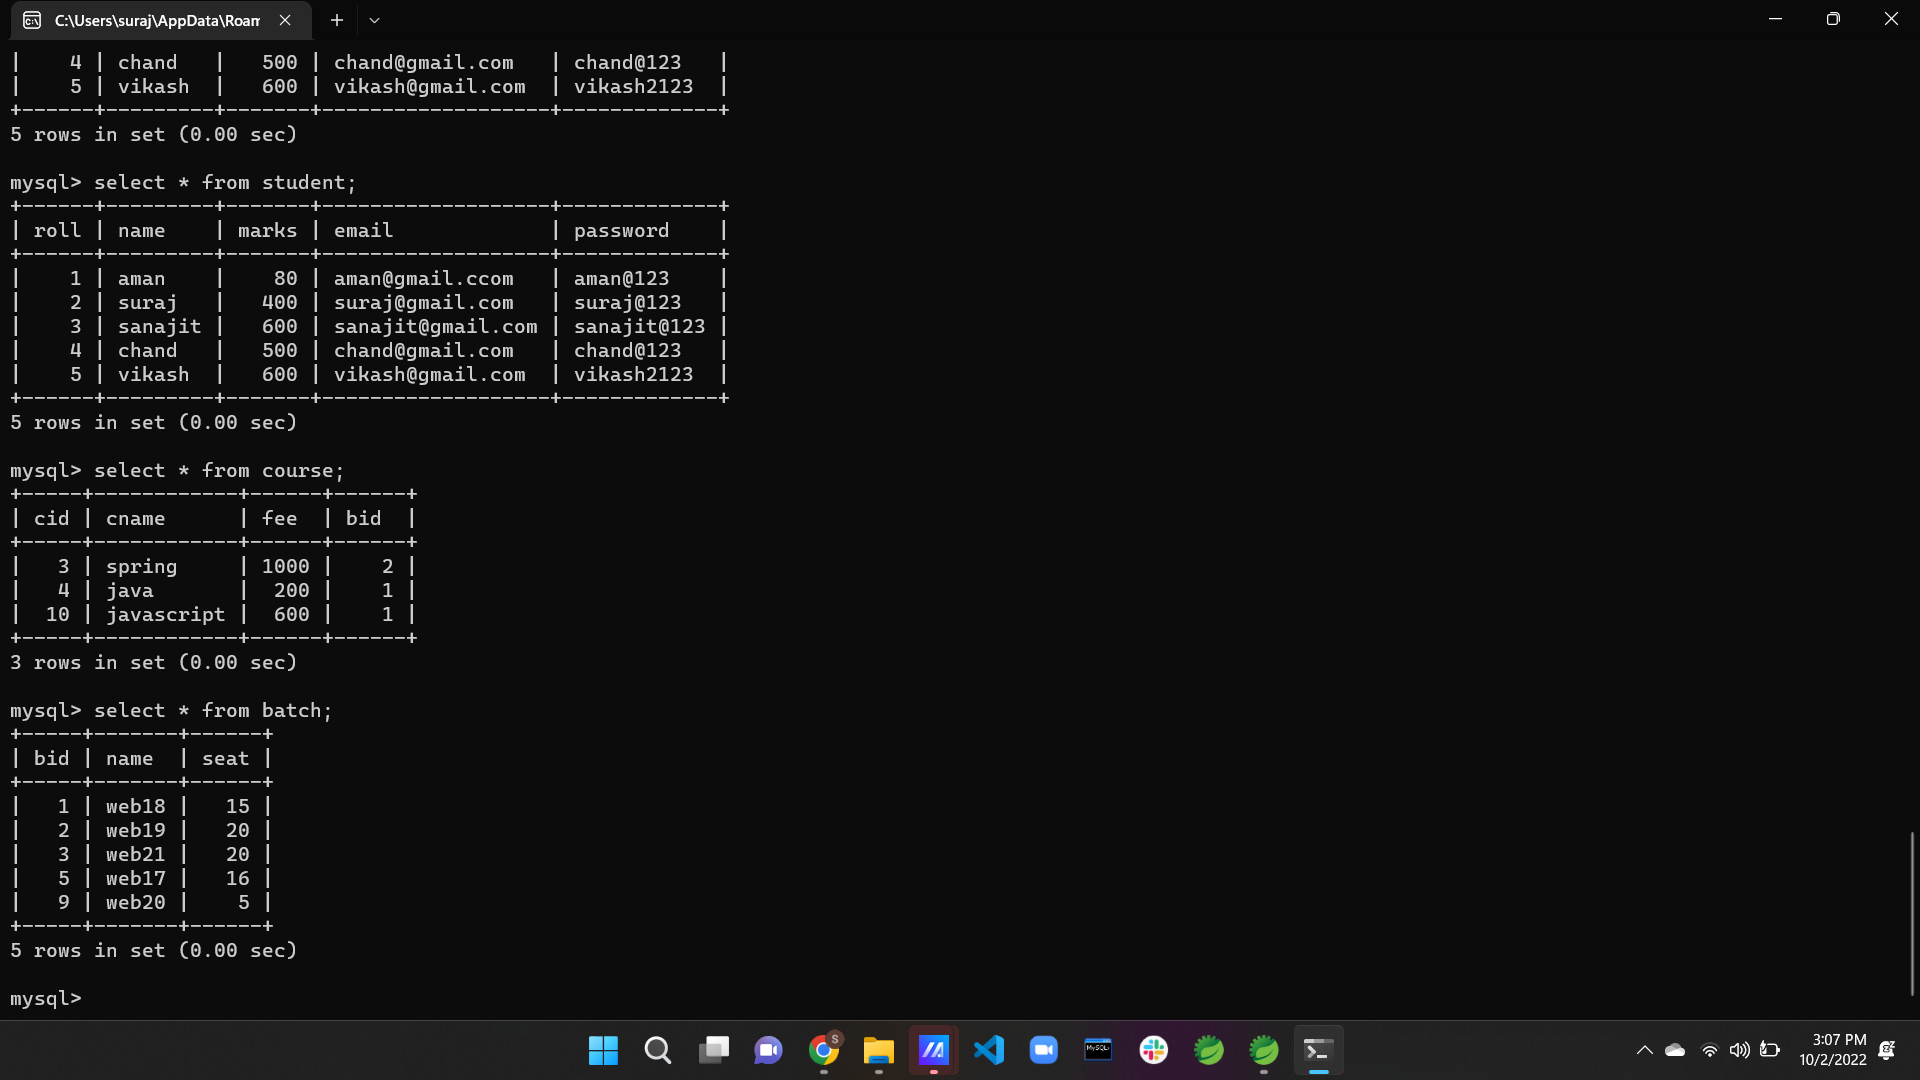 C:\Users\suraj\AppData\Roam
|    4 | chand   |   500 | chand@gmail.com   | chand@123   |
|    5 | vikash  |   600 | vikash@gmail.com  | vikash2123  |
+------+---------+-------+-------------------+-------------+
5 rows in set (0.00 sec)
mysql> select * from student;
+------+---------+-------+-------------------+-------------+
| roll | name    | marks | email             | password    |
+------+---------+-------+-------------------+-------------+
|    1 | aman    |    80 | aman@gmail.ccom   | aman@123    |
|    2 | suraj   |   400 | suraj@gmail.com   | suraj@123   |
|    3 | sanajit |   600 | sanajit@gmail.com | sanajit@123 |
|    4 | chand   |   500 | chand@gmail.com   | chand@123   |
|    5 | vikash  |   600 | vikash@gmail.com  | vikash2123  |
+------+---------+-------+-------------------+-------------+
5 rows in set (0.00 sec)
mysql> select * from course;
+-----+------------+------+------+
| cid | cname      | fee  | bid  |
+-----+------------+------+------+
|   3 | spring     | 1000 |    2 |
|   4 | java       |  200 |    1 |
|  10 | javascript |  600 |    1 |
+-----+------------+------+------+
3 rows in set (0.00 sec)
mysql> select * from batch;
+-----+-------+------+
| bid | name  | seat |
+-----+-------+------+
|   1 | web18 |   15 |
|   2 | web19 |   20 |
|   3 | web21 |   20 |
|   5 | web17 |   16 |
|   9 | web20 |    5 |
+-----+-------+------+
5 rows in set (0.00 sec)
mysql>
S
MySQL
3:07 PM
10/2/2022